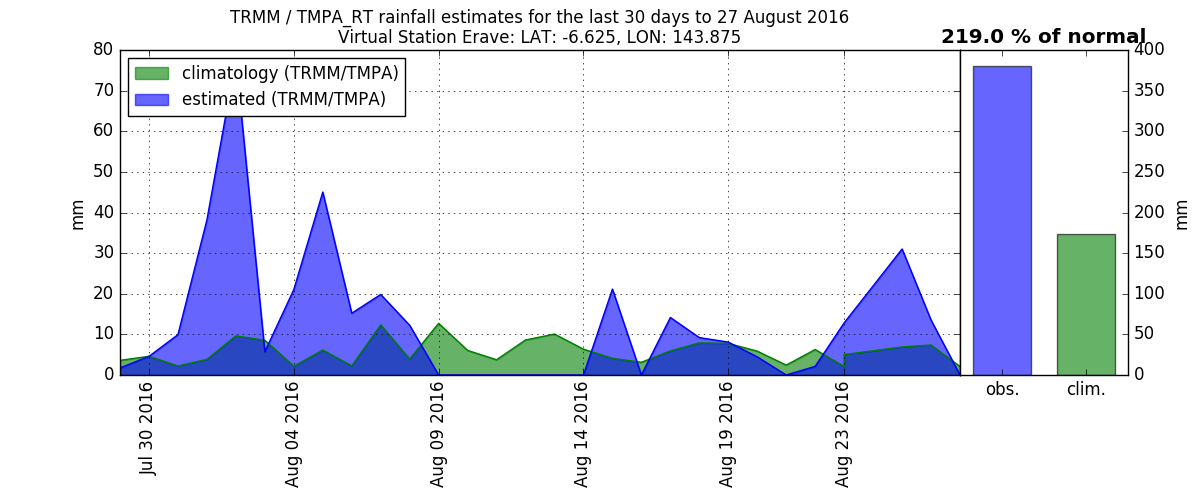 TRMM / TMPA_RT rainfall estimates for the last 30 days to 27 August 2016
Virtual Station Erave: LAT: -6.625, LON: 143.875
219.0 % of normal
climatology (TRMM/TMPA)
estimated (TRMM/TMPA)
80
70
60
50
40
30
20
10
0
mm
Jul 30 2016
Aug 04 2016
Aug 09 2016
Aug 14 2016
Aug 19 2016
Aug 23 2016
400
350
300
250
200
150
100
50
0
mm
obs.
clim.